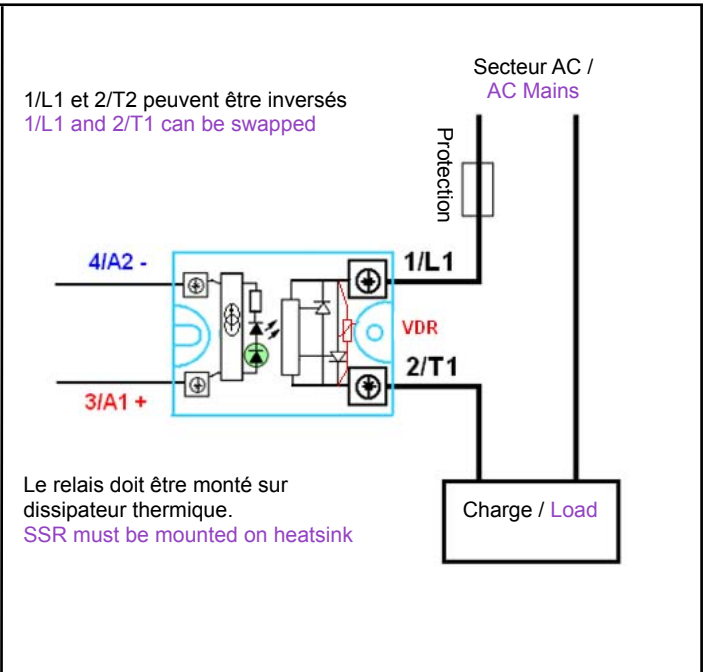 Secteur AC /
AC Mains
1/L1 et 2/T2 peuvent être inversés
1/L1 and 2/T1 can be swapped
Protection
4/A2 -
1/L1
VDR
2/T1
3/A1 +
Le relais doit être monté sur
dissipateur thermique.
SSR must be mounted on heatsink
Charge / Load